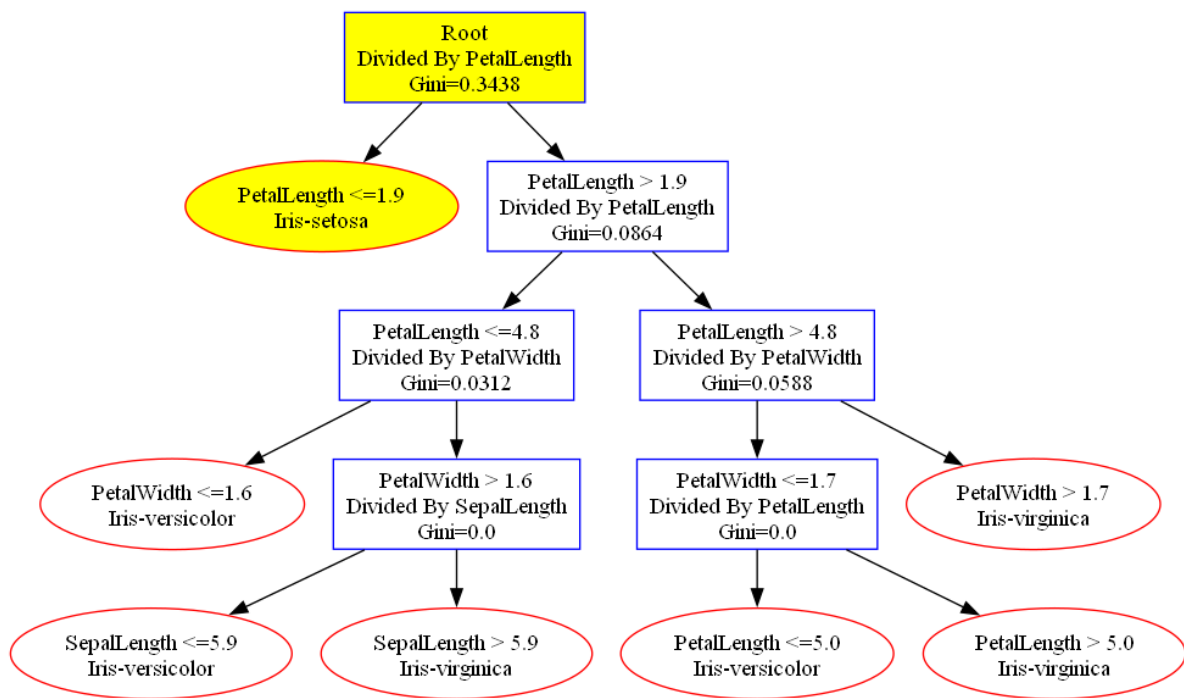 Root
Divided By PetalLength
Gini=0.3438
PetalLength <=1.9
Iris-setosa
PetalLength > 1.9
Divided By PetalLength
Gini=0.0864
PetalLength <=4.8
Divided By PetalWidth
Gini=0.0312
PetalLength > 4.8
Divided By PetalWidth
Gini=0.0588
PetalWidth <=1.6
Iris-versicolor
PetalWidth > 1.6
Divided By SepalLength
Gini=0.0
PetalWidth <=1.7
Divided By PetalLength
Gini=0.0
PetalWidth > 1.7
Iris-virginica
SepalLength <=5.9
Iris-versicolor
SepalLength > 5.9
Iris-virginica
PetalLength <=5.0
Iris-versicolor
PetalLength > 5.0
Iris-virginica